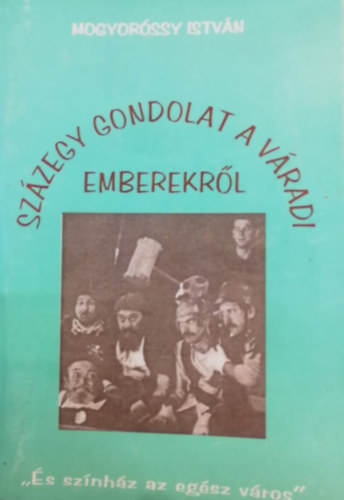 MOGYORÓSSY ISTVÁN
SZÁZEGY GONDOLAT A VÁRADI
EMBEREKRŐL
„És színház az egész város"